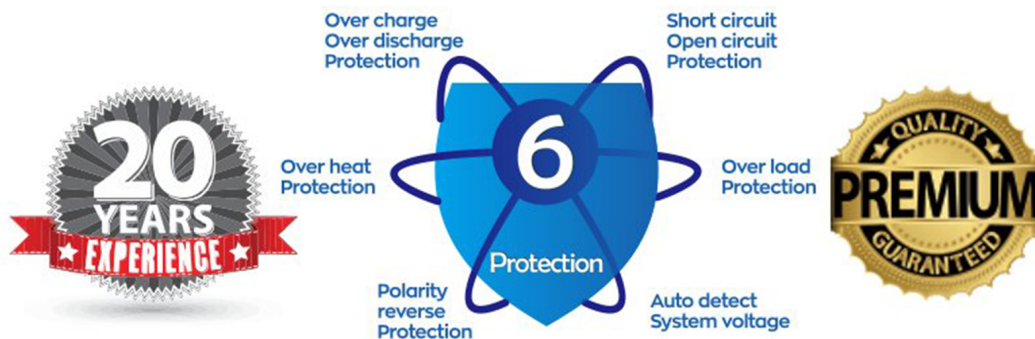 20
YEARS
EXPERIENCE
Over charge
Over discharge
Protection
Short circuit
Open circuit
Protection
Over heat
Protection
6
Over load
Protection
Protection
Polarity
reverse
Protection
Auto detect
System voltage
QUALITY
PREMIUM
GUARANTEED